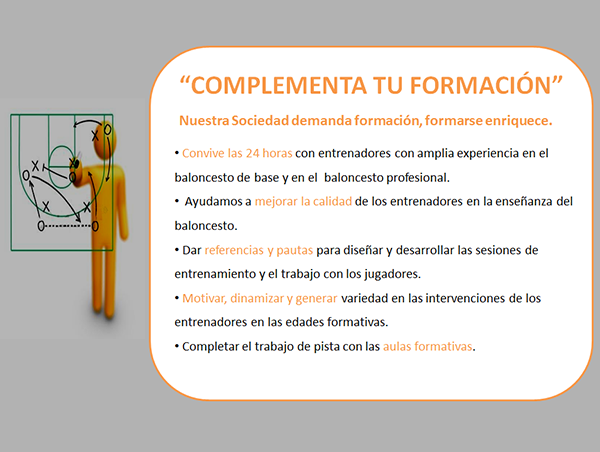 “COMPLEMENTA TU FORMACIÓN”
Nuestra Sociedad demanda formación, formarse enriquece.
• Convive las 24 horas con entrenadores con amplia experiencia en el
baloncesto de base y en el baloncesto profesional.
• Ayudamos a mejorar la calidad de los entrenadores en la enseñanza del
baloncesto.
• Dar referencias y pautas para diseñar y desarrollar las sesiones de
entrenamiento y el trabajo con los jugadores.
• Motivar, dinamizar y generar variedad en las intervenciones de los
entrenadores en las edades formativas.
• Completar el trabajo de pista con las aulas formativas.